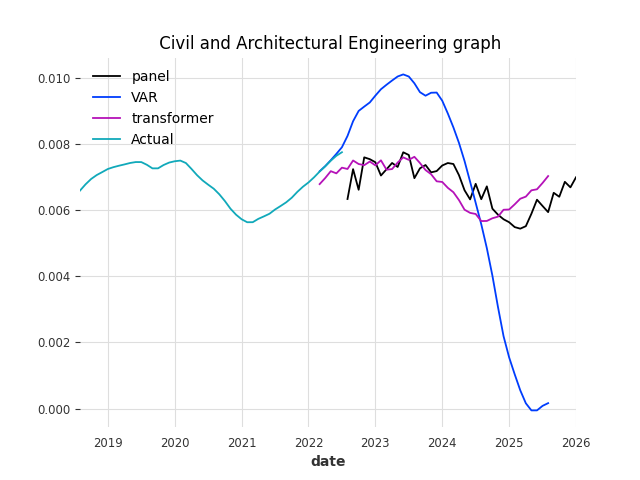 Civil and Architectural Engineering graph
panel
VAR
transformer
Actual
0.010
0.008
0.006
0.004
0.002
0.000
2019 2020 2021 2022 2023 2024 2025 2026
date